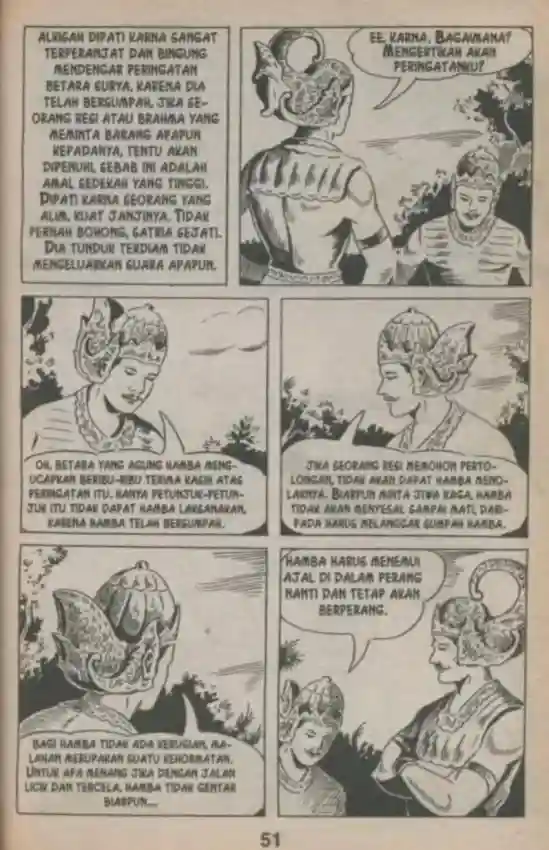 ALKISAH DIPATI KARNA SANGAT
TERPERANJAT DAN BINGUNG
MENDENGAR PERINGATAN
BETARA SURYA, KARENA DIA
TELAH BERSUMPAH, JIKA SE-
ORANG RESI ATAU BRAHMA YANG
MEMINTA BARANG APAPUN
KEPADANYA, TENTU AKAN
DIPENUHI, SEBAB INI ADALAH
AMAL SEDEKAH YANG TINGGI.
DIPATI KARNA SEORANG YANG
ALIM, KUAT JANJINYA. TIDAK
PERNAH BOHONG, SATRIA SEJATI.
DIA TUNDUK TERDIAM TIDAK
MENGELUARKAN SUARA APAPUN.
EE, KARNA, BAGAIMANA?
MENGERTIKAH AKAN
PERINGATANKU?
OH, BETARA YANG AGUNG HAMBA MENG-
UCAPKAN BERIBU-RIBU TERIMA KASIH ATAS
PERINGATAN ITU. HANYA PETUNJUK-PETUN-
JUK ITU TIDAK DAPAT HAMBA LAKSANAKAN,
KARENA HAMBA TELAH BERSUMPAH.
JIKA SEORANG RESI MEMOHON PERTO-
LONGAN, TIDAK AKAN DAPAT HAMBA MENO-
LAKNYA. BIARPUN MINTA JIWA RAGA, HAMBA
TIDAK AKAN MENYESAL SAMPAI MATI, DARI-
PADA HARUS MELANGGAR SUMPAH HAMBA.
BAGI HAMBA TIDAK ADA KERUGIAN, MA-
LAHAN MERUPAKAN SUATU KEHORMATAN.
UNTUK APA MENANG JIKA DENGAN JALAN
LICIK DAN TERCELA, HAMBA TIDAK GENTAR
BIARPUN....
HAMBA HARUS MENEMUI
AJAL DI DALAM PERANG
NANTI DAN TETAP AKAN
BERPERANG.
51